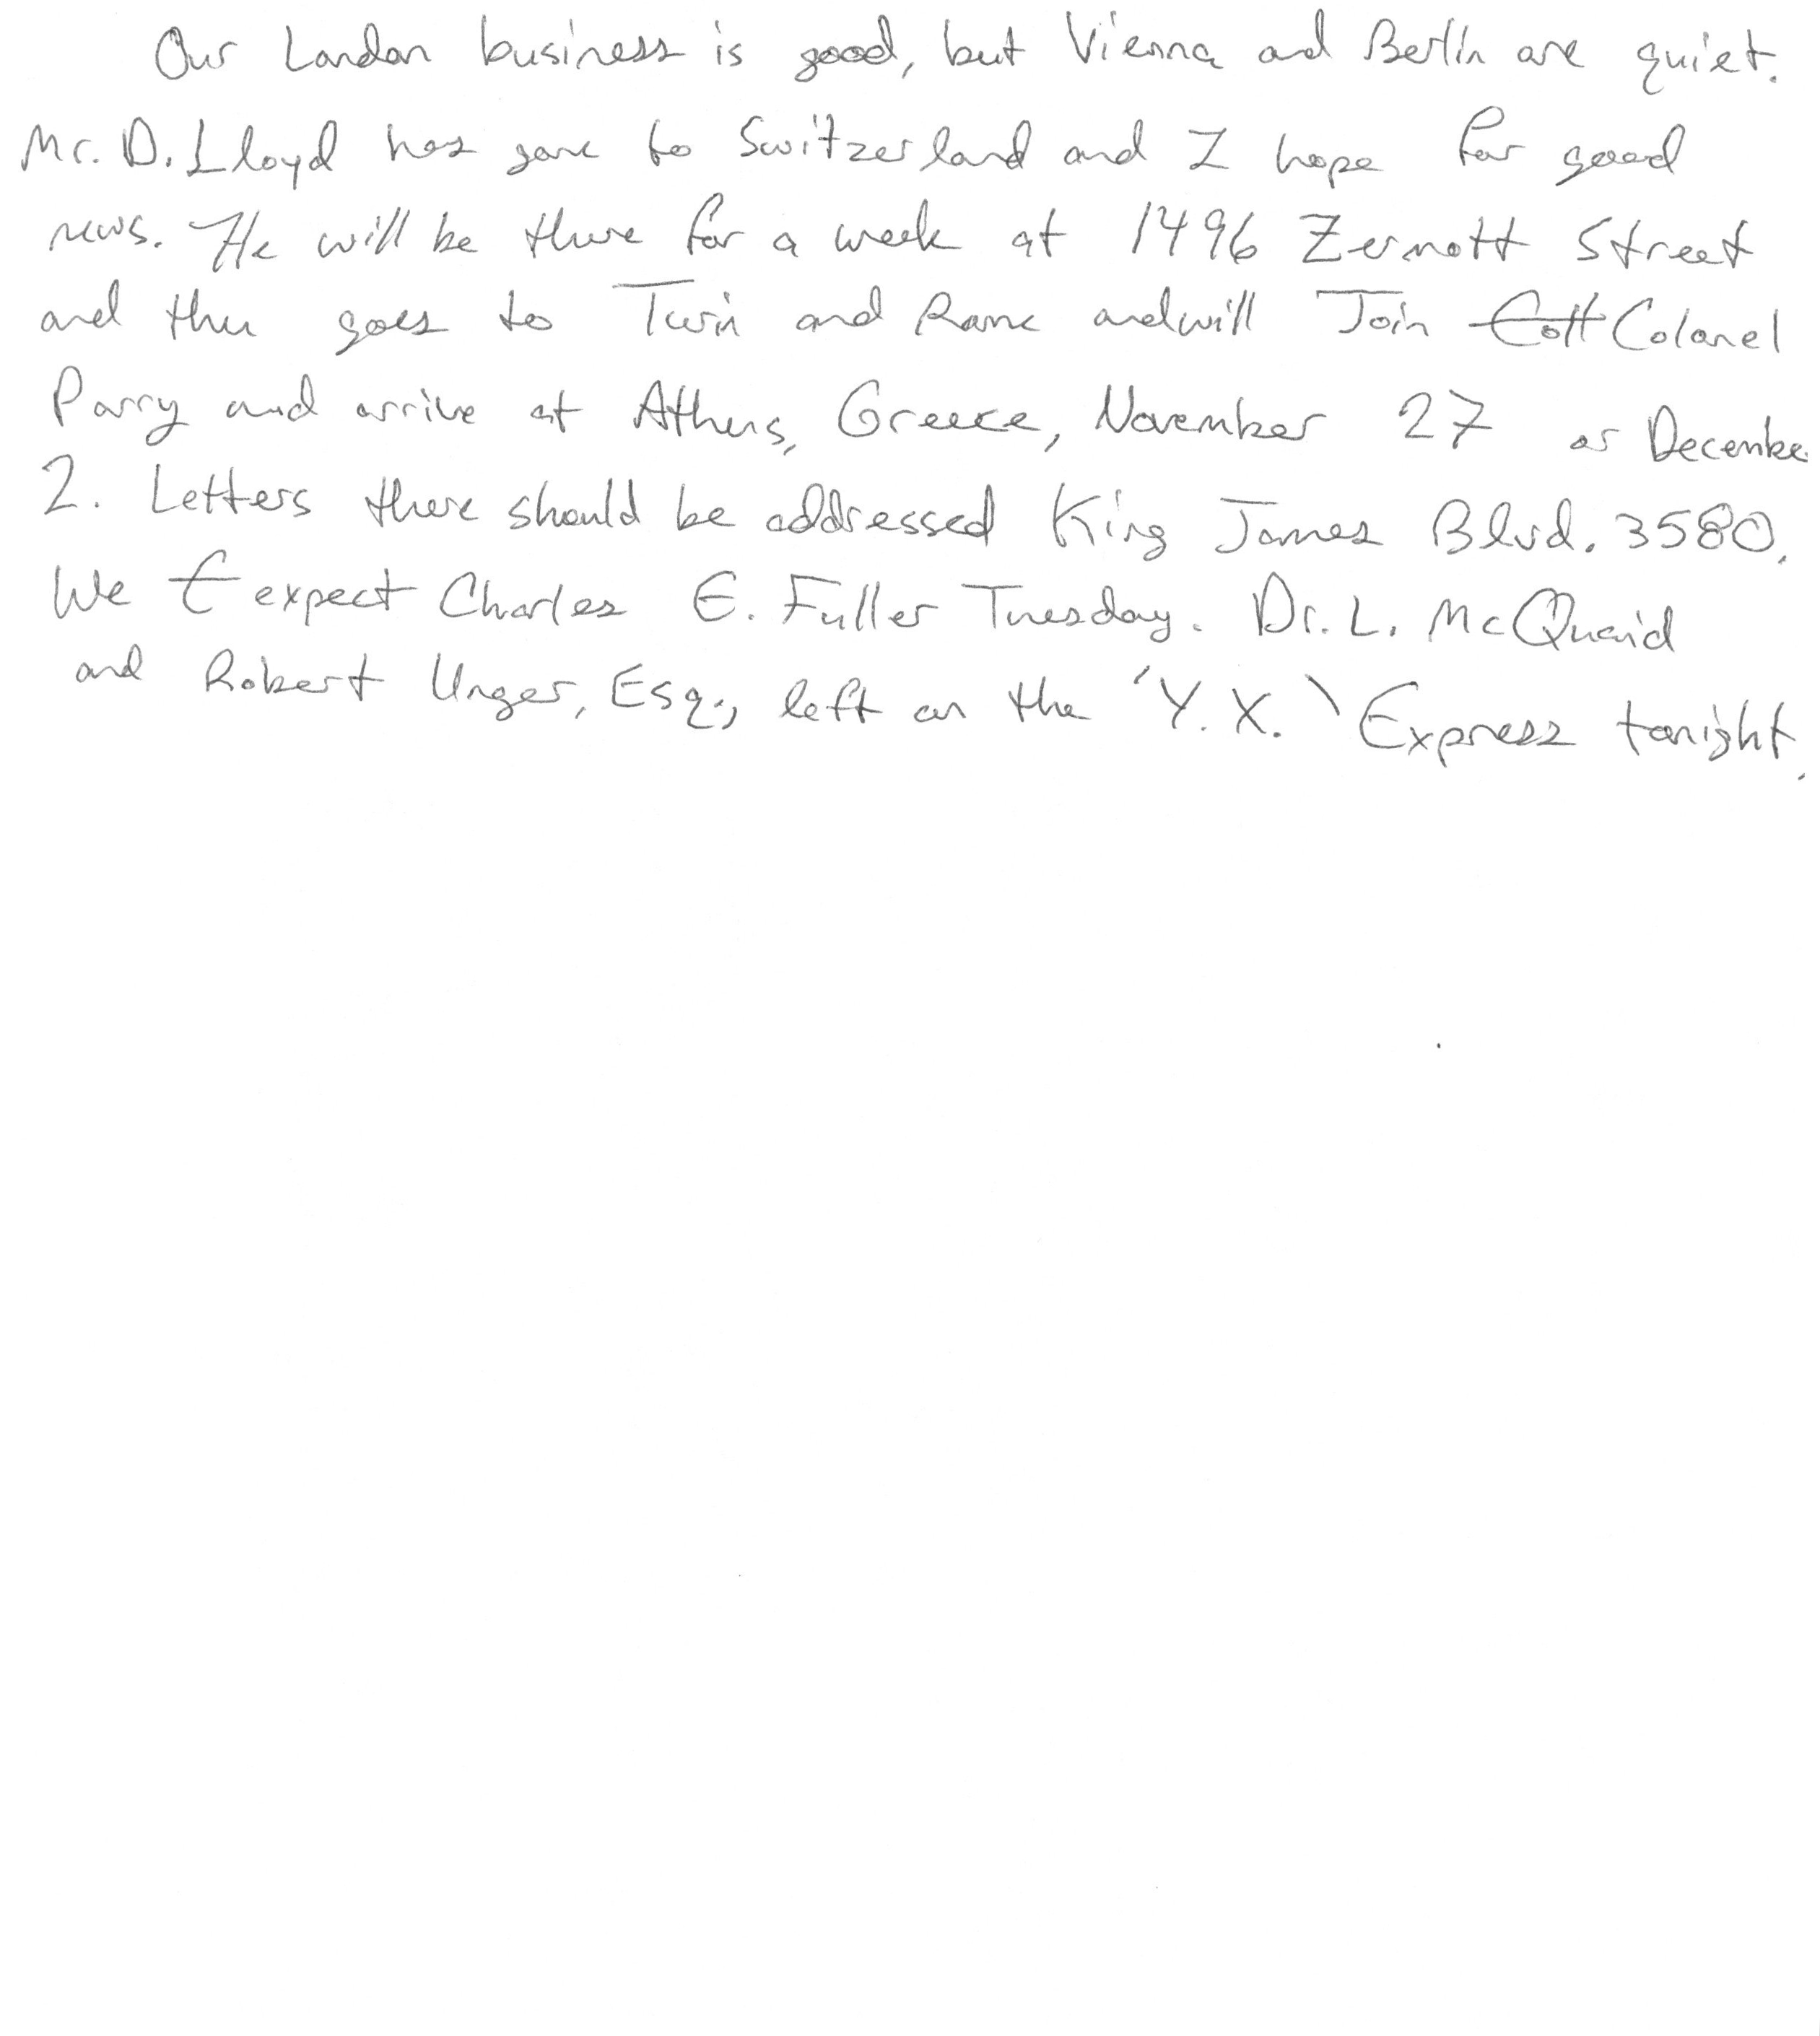 Our London business is good, but Vienna and Berlin are quiet.
Mr. D. Lloyd has gone to Switzerland and I hope for good
news. He will be there for a week at 1496 Zermott Street
and then goes to Turin and Rome and will Join Colonel
Parry and arrive at Athens, Greece, November 27 or December
2. Letters there should be addressed King James Blvd. 3580.
We expect Charles E. Fuller Tuesday. Dr. L. McQuaid
and Robert Unger, Esq., left on the 'Y.X.' Express tonight.